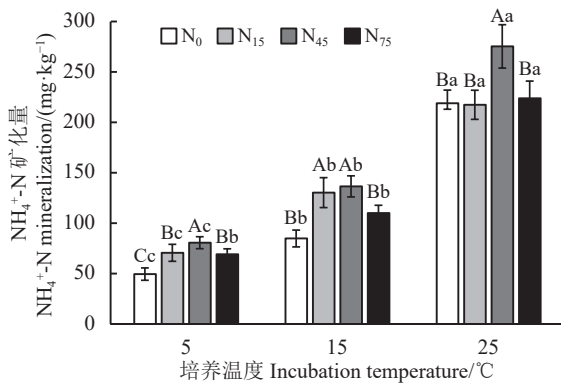 300
250
200
150
100
50
0
NH₄⁺-N 矿化量
NH₄⁺-N mineralization/(mg·kg⁻¹)
N₀ N₁₅ N₄₅ N₇₅
Cc Bc Ac Bb
Bb Ab Ab Bb
Ba Ba Aa Ba
5 15 25
培养温度 Incubation temperature/℃